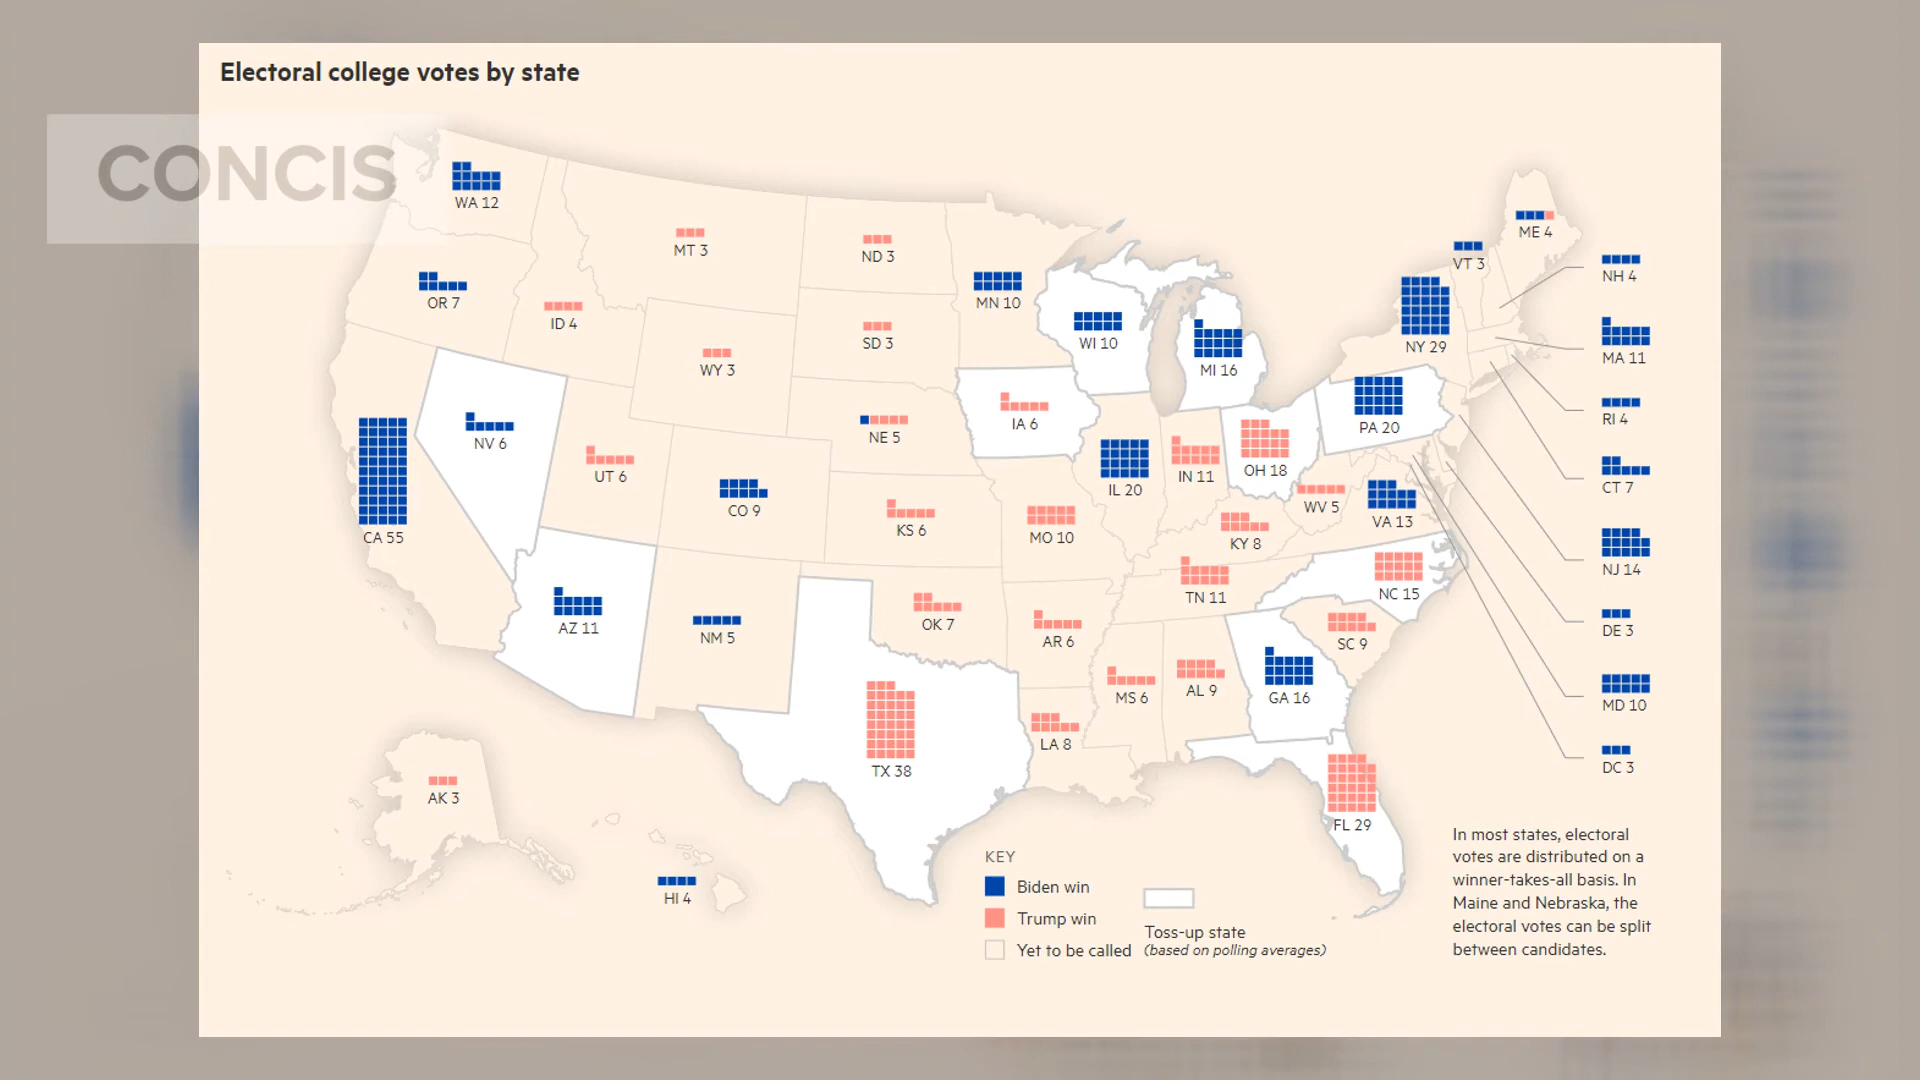 Electoral college votes by state
CONCIS
WA 12
OR 7
CA 55
NV 6
ID 4
MT 3
WY 3
UT 6
CO 9
AZ 11
NM 5
ND 3
SD 3
NE 5
KS 6
OK 7
TX 38
MN 10
IA 6
MO 10
AR 6
LA 8
WI 10
IL 20
MI 16
IN 11
OH 18
KY 8
TN 11
MS 6
AL 9
GA 16
FL 29
SC 9
NC 15
VA 13
WV 5
PA 20
NY 29
VT 3
ME 4
NH 4
MA 11
RI 4
CT 7
NJ 14
DE 3
MD 10
DC 3
AK 3
HI 4
KEY
Biden win
Trump win
Yet to be called
Toss-up state
(based on polling averages)
In most states, electoral
votes are distributed on a
winner-takes-all basis. In
Maine and Nebraska, the
electoral votes can be split
between candidates.